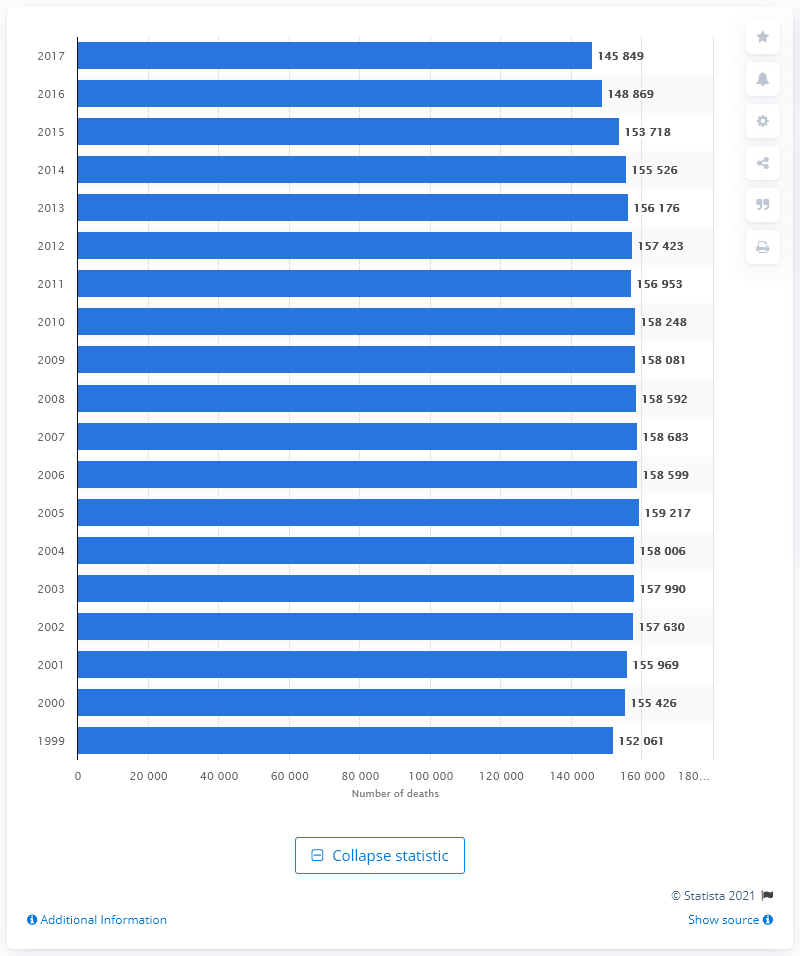 2017 145 849
2016 148 869
2015 153 718
2014 155 526
2013 156 176
2012 157 423
2011 156 953
2010 158 248
2009 158 081
2008 158 592
2007 158 683
2006 158 599
2005 159 217
2004 158 006
2003 157 990
2002 157 630
2001 155 969
2000 155 426
1999 152 061
0 20 000 40 000 60 000 80 000 100 000 120 000 140 000 160 000 180...
Number of deaths
Collapse statistic
© Statista 2021
Additional Information Show source